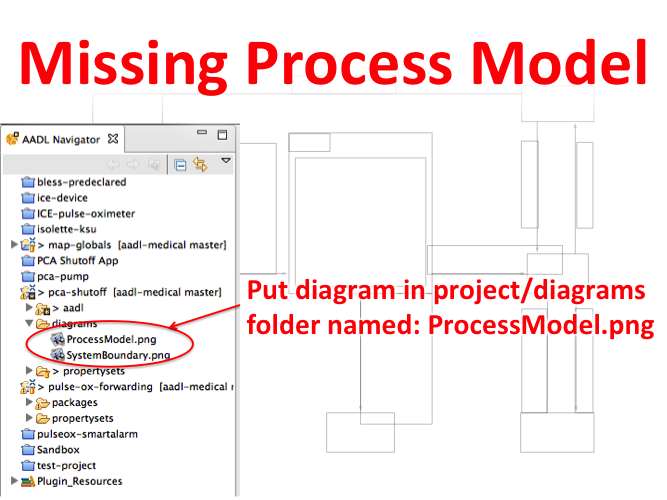 Missing Process Model
AADL Navigator
bless-predeclared
ice-device
ICE-pulse-oximeter
isolette-ksu
> map-globals [aadl-medical master]
PCA Shutoff App
pca-pump
> pca-shutoff [aadl-medical master]
> aadl
diagrams
ProcessModel.png
SystemBoundary.png
> propertysets
> pulse-ox-forwarding [aadl-medical r
packages
propertysets
pulseox-smartalarm
Sandbox
test-project
Plugin_Resources
Put diagram in project/diagrams
folder named: ProcessModel.png